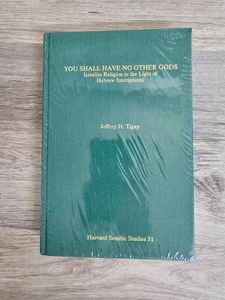 YOU SHALL HAVE NO OTHER GODS
Israelite Religion in the Light of
Hebrew Inscriptions
Jeffrey H. Tigay
Harvard Semitic Studies 31